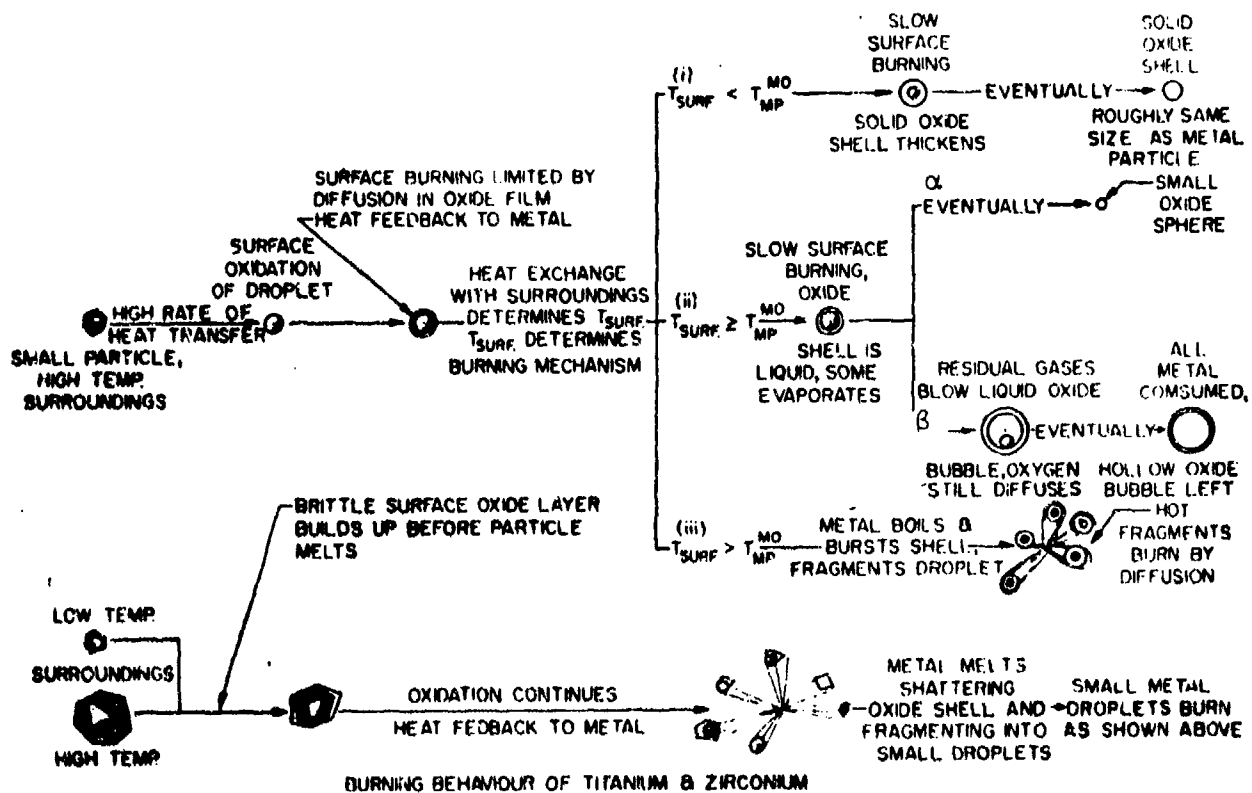 SLOW
SURFACE
BURNING
SOLID
OXIDE
SHELL
(i)
T_SURF < T_MP^MO
EVENTUALLY
SOLID OXIDE
SHELL THICKENS
ROUGHLY SAME
SIZE AS METAL
PARTICLE
SURFACE BURNING LIMITED BY
DIFFUSION IN OXIDE FILM
HEAT FEEDBACK TO METAL
α
EVENTUALLY
SMALL
OXIDE
SPHERE
SURFACE
OXIDATION
OF DROPLET
HIGH RATE OF
HEAT TRANSFER
SMALL PARTICLE,
HIGH TEMP.
SURROUNDINGS
HEAT EXCHANGE
WITH SURROUNDINGS
DETERMINES T_SURF.
T_SURF. DETERMINES
BURNING MECHANISM
(ii)
T_SURF. ≥ T_MP^MO
SLOW SURFACE
BURNING,
OXIDE
SHELL IS
LIQUID, SOME
EVAPORATES
RESIDUAL GASES
BLOW LIQUID OXIDE
ALL
METAL
COMSUMED,
β
EVENTUALLY
BUBBLE, OXYGEN
STILL DIFFUSES
HOLLOW OXIDE
BUBBLE LEFT
(iii)
T_SURF > T_MP^MO
METAL BOILS &
BURSTS SHELL,
FRAGMENTS DROPLET
HOT
FRAGMENTS
BURN BY
DIFFUSION
BRITTLE SURFACE OXIDE LAYER
BUILDS UP BEFORE PARTICLE
MELTS
LOW TEMP.
SURROUNDINGS
HIGH TEMP.
OXIDATION CONTINUES
HEAT FEDBACK TO METAL
METAL MELTS
SHATTERING
OXIDE SHELL AND
FRAGMENTING INTO
SMALL DROPLETS
SMALL METAL
DROPLETS BURN
AS SHOWN ABOVE
BURNING BEHAVIOUR OF TITANIUM & ZIRCONIUM